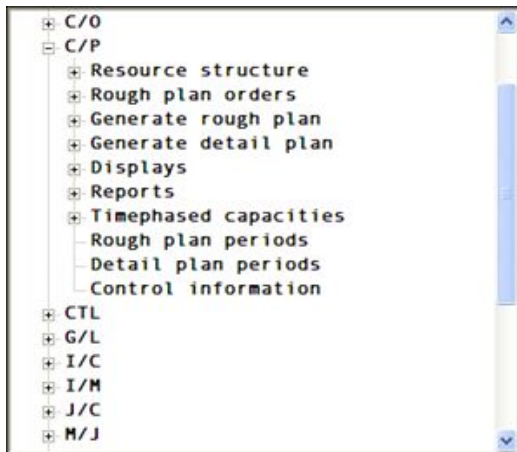 C/O
C/P
Resource structure
Rough plan orders
Generate rough plan
Generate detail plan
Displays
Reports
Timephased capacities
Rough plan periods
Detail plan periods
Control information
CTL
G/L
I/C
I/M
J/C
M/J